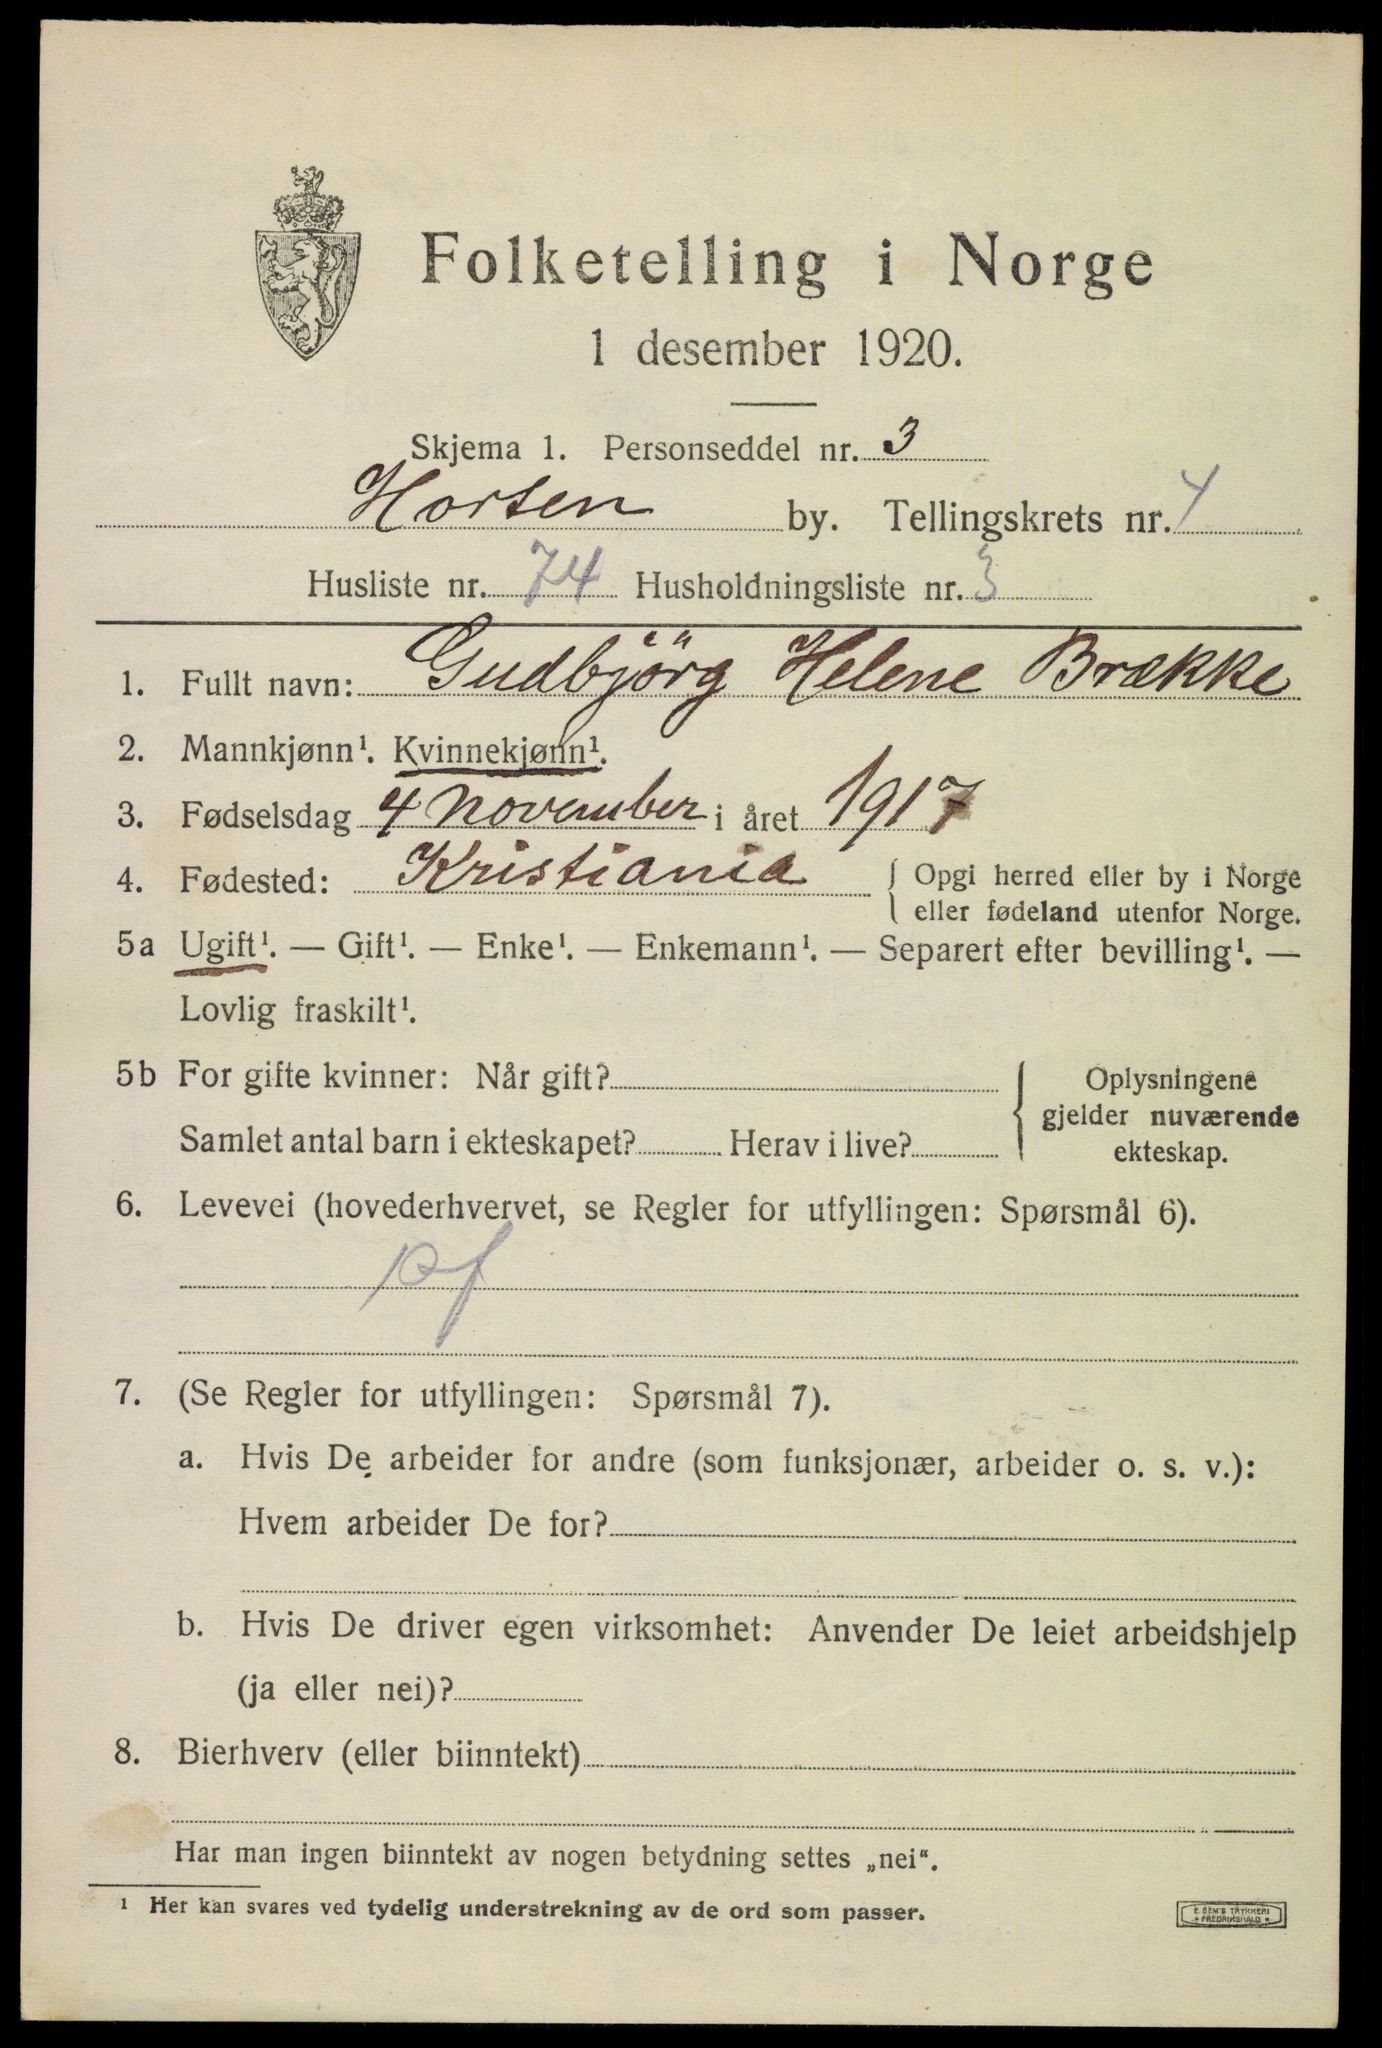 Folketelling i Norge
1 desember 1920.
Skjema 1. Personseddel nr. 3
Horten by. Tellingskrets nr. 4
Husliste nr. 74 Husholdningsliste nr. 3
1. Fullt navn: Gudbjörg Helene Brække
2. Mannkjønn¹. Kvinnekjønn¹.
3. Fødselsdag 4 november i året 1917
4. Fødested: Kristiania { Opgi herred eller by i Norge
eller fødeland utenfor Norge.
5a Ugift¹. — Gift¹. — Enke¹. — Enkemann¹. — Separert efter bevilling¹. —
Lovlig fraskilt¹.
5b For gifte kvinner: Når gift? { Oplysningene
gjelder nuværende
Samlet antal barn i ekteskapet? Herav i live?
ekteskap.
6. Levevei (hovederhvervet, se Regler for utfyllingen: Spørsmål 6).
7. (Se Regler for utfyllingen: Spørsmål 7).
a. Hvis De arbeider for andre (som funksjonær, arbeider o. s. v.):
Hvem arbeider De for?
b. Hvis De driver egen virksomhet: Anvender De leiet arbeidshjelp
(ja eller nei)?
8. Bierhverv (eller biinntekt)
Har man ingen biinntekt av nogen betydning settes „nei“.
¹ Her kan svares ved tydelig understrekning av de ord som passer.
E. SEM'S TRYKKERI
FREDRIKSHALD